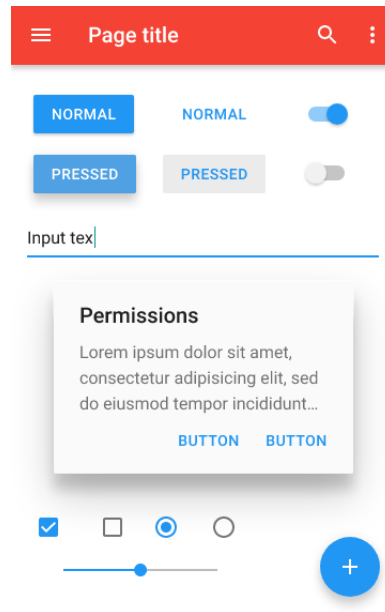 Page title
NORMAL NORMAL
PRESSED PRESSED
Input tex
Permissions
Lorem ipsum dolor sit amet,
consectetur adipisicing elit, sed
do eiusmod tempor incididunt…
BUTTON BUTTON